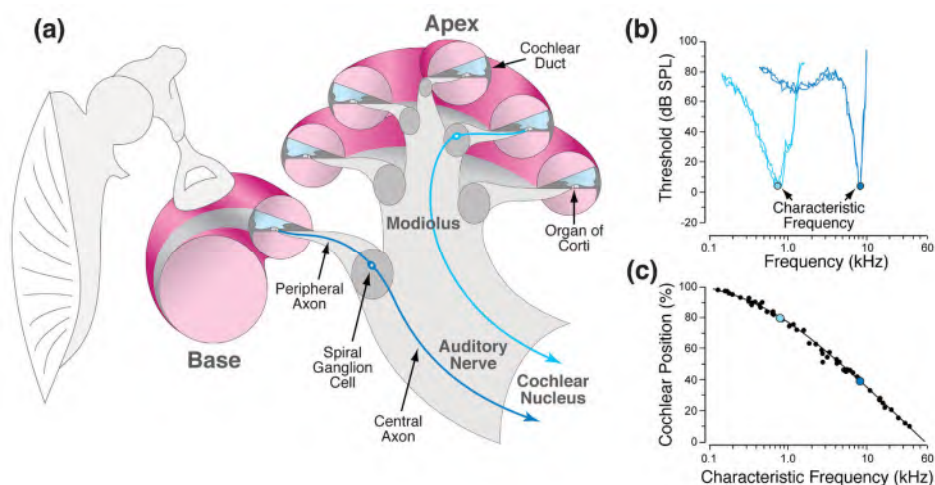 (a)
Apex
Cochlear
Duct
Modiolus
Organ of
Corti
Peripheral
Axon
Base
Spiral
Ganglion
Cell
Auditory
Nerve
Cochlear
Nucleus
Central
Axon
(b)
Threshold (dB SPL)
100
80
60
40
20
0
-20
Characteristic
Frequency
0.1
1.0
10
60
Frequency (kHz)
(c)
Cochlear Position (%)
100
80
60
40
20
0
0.1
1.0
10
60
Characteristic Frequency (kHz)